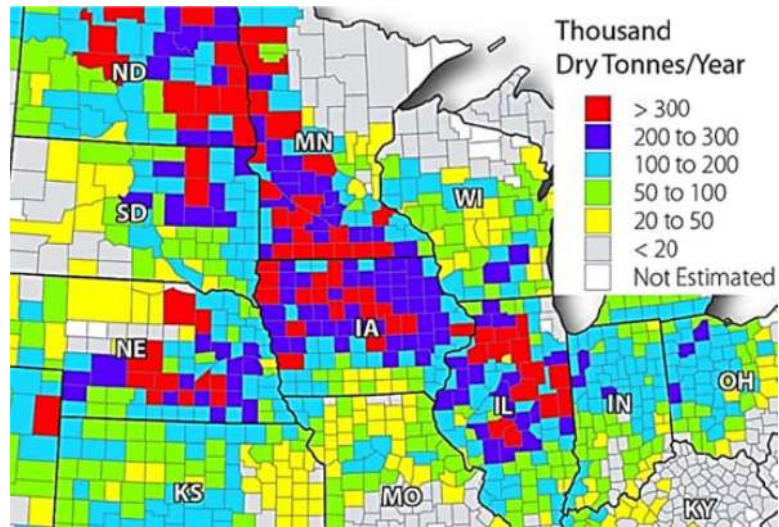 Thousand
Dry Tonnes/Year
> 300
200 to 300
100 to 200
50 to 100
20 to 50
< 20
Not Estimated
ND
MN
SD
WI
NE
IA
IL
IN
OH
KS
MO
KY